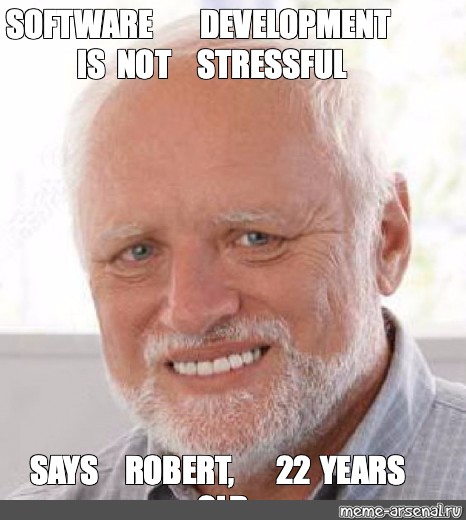 SOFTWARE DEVELOPMENT
IS NOT STRESSFUL
SAYS ROBERT, 22 YEARS
meme-arsenal.ru